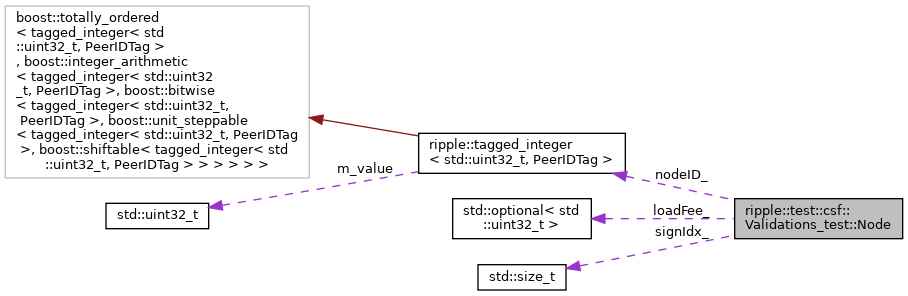 boost::totally_ordered
< tagged_integer< std
::uint32_t, PeerIDTag >
, boost::integer_arithmetic
< tagged_integer< std::uint32
_t, PeerIDTag >, boost::bitwise
< tagged_integer< std::uint32_t,
PeerIDTag >, boost::unit_steppable
< tagged_integer< std::uint32_t, PeerIDTag
>, boost::shiftable< tagged_integer< std
::uint32_t, PeerIDTag > > > > > >
ripple::tagged_integer
< std::uint32_t, PeerIDTag >
m_value
std::uint32_t
nodeID_
std::optional< std
::uint32_t >
loadFee_
signIdx_
ripple::test::csf::
Validations_test::Node
std::size_t